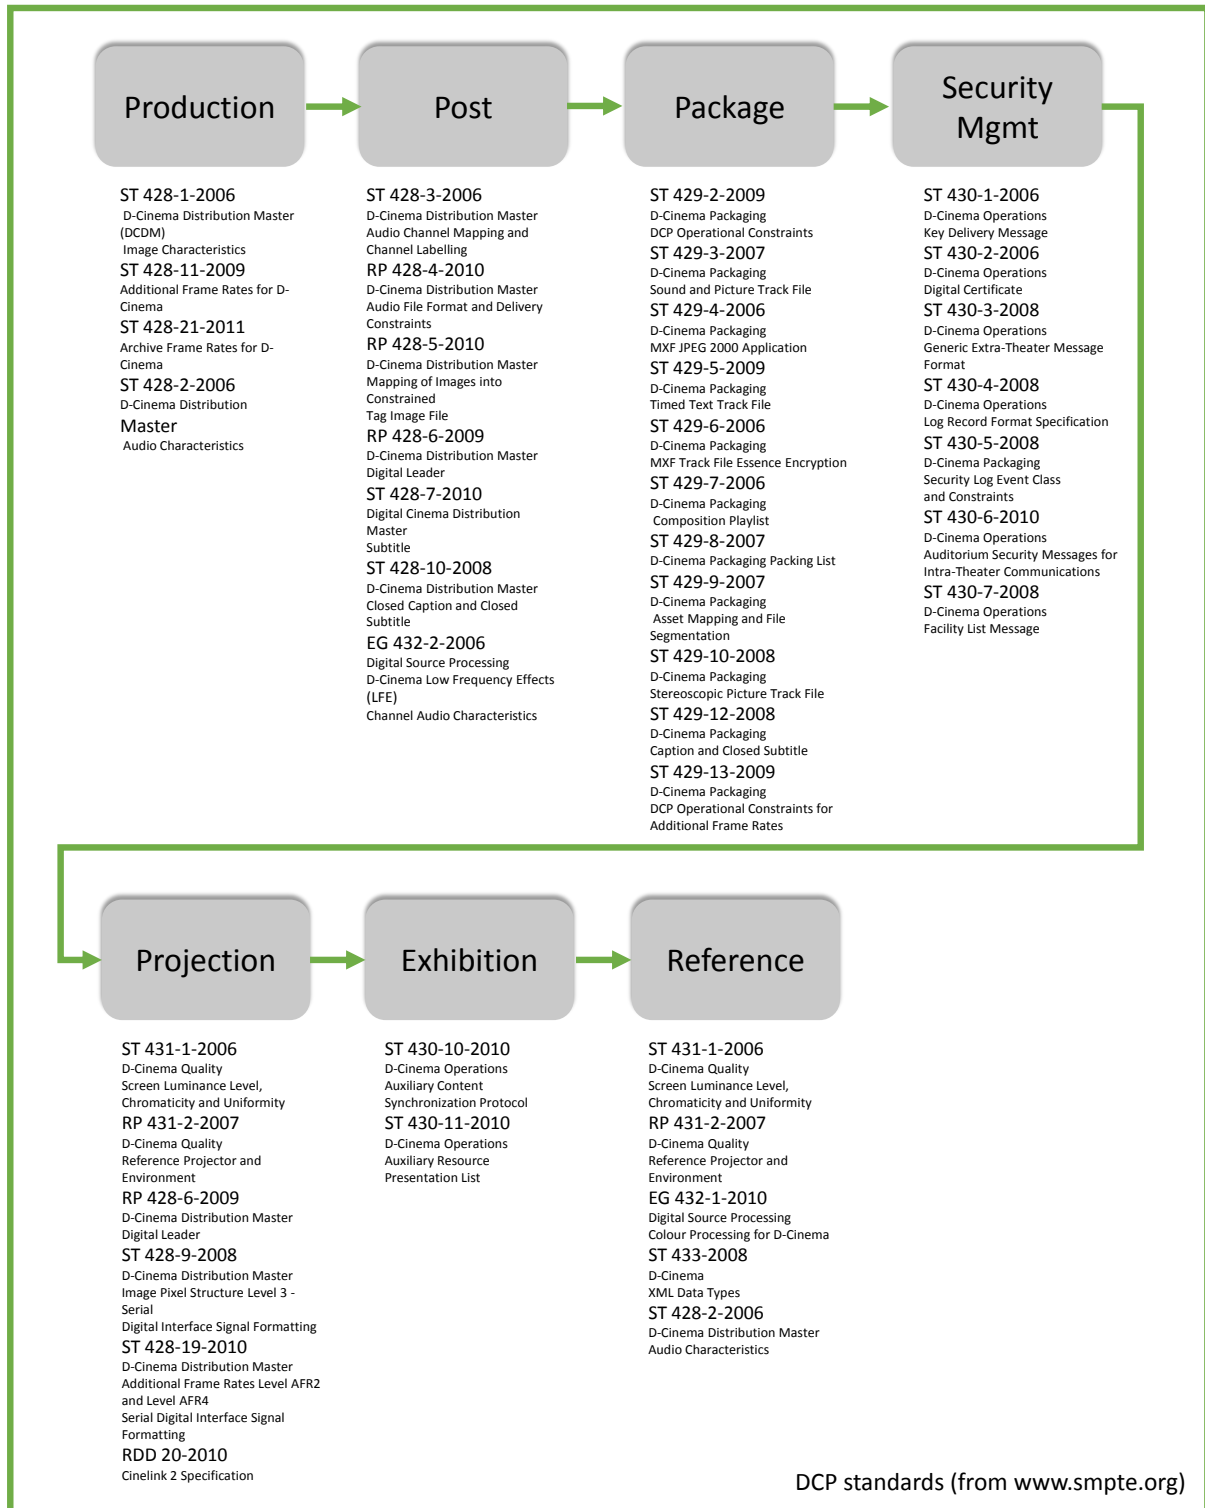 Production
Post
Package
Security
Mgmt
ST 428-1-2006
D-Cinema Distribution Master
(DCDM)
Image Characteristics
ST 428-11-2009
Additional Frame Rates for D-
Cinema
ST 428-21-2011
Archive Frame Rates for D-
Cinema
ST 428-2-2006
D-Cinema Distribution
Master
Audio Characteristics
ST 428-3-2006
D-Cinema Distribution Master
Audio Channel Mapping and
Channel Labelling
RP 428-4-2010
D-Cinema Distribution Master
Audio File Format and Delivery
Constraints
RP 428-5-2010
D-Cinema Distribution Master
Mapping of Images into
Constrained
Tag Image File
RP 428-6-2009
D-Cinema Distribution Master
Digital Leader
ST 428-7-2010
Digital Cinema Distribution
Master
Subtitle
ST 428-10-2008
D-Cinema Distribution Master
Closed Caption and Closed
Subtitle
EG 432-2-2006
Digital Source Processing
D-Cinema Low Frequency Effects
(LFE)
Channel Audio Characteristics
ST 429-2-2009
D-Cinema Packaging
DCP Operational Constraints
ST 429-3-2007
D-Cinema Packaging
Sound and Picture Track File
ST 429-4-2006
D-Cinema Packaging
MXF JPEG 2000 Application
ST 429-5-2009
D-Cinema Packaging
Timed Text Track File
ST 429-6-2006
D-Cinema Packaging
MXF Track File Essence Encryption
ST 429-7-2006
D-Cinema Packaging
Composition Playlist
ST 429-8-2007
D-Cinema Packaging Packing List
ST 429-9-2007
D-Cinema Packaging
Asset Mapping and File
Segmentation
ST 429-10-2008
D-Cinema Packaging
Stereoscopic Picture Track File
ST 429-12-2008
D-Cinema Packaging
Caption and Closed Subtitle
ST 429-13-2009
D-Cinema Packaging
DCP Operational Constraints for
Additional Frame Rates
ST 430-1-2006
D-Cinema Operations
Key Delivery Message
ST 430-2-2006
D-Cinema Operations
Digital Certificate
ST 430-3-2008
D-Cinema Operations
Generic Extra-Theater Message
Format
ST 430-4-2008
D-Cinema Operations
Log Record Format Specification
ST 430-5-2008
D-Cinema Packaging
Security Log Event Class
and Constraints
ST 430-6-2010
D-Cinema Operations
Auditorium Security Messages for
Intra-Theater Communications
ST 430-7-2008
D-Cinema Operations
Facility List Message
Projection
Exhibition
Reference
ST 431-1-2006
D-Cinema Quality
Screen Luminance Level,
Chromaticity and Uniformity
RP 431-2-2007
D-Cinema Quality
Reference Projector and
Environment
RP 428-6-2009
D-Cinema Distribution Master
Digital Leader
ST 428-9-2008
D-Cinema Distribution Master
Image Pixel Structure Level 3 -
Serial
Digital Interface Signal Formatting
ST 428-19-2010
D-Cinema Distribution Master
Additional Frame Rates Level AFR2
and Level AFR4
Serial Digital Interface Signal
Formatting
RDD 20-2010
Cinelink 2 Specification
ST 430-10-2010
D-Cinema Operations
Auxiliary Content
Synchronization Protocol
ST 430-11-2010
D-Cinema Operations
Auxiliary Resource
Presentation List
ST 431-1-2006
D-Cinema Quality
Screen Luminance Level,
Chromaticity and Uniformity
RP 431-2-2007
D-Cinema Quality
Reference Projector and
Environment
EG 432-1-2010
Digital Source Processing
Colour Processing for D-Cinema
ST 433-2008
D-Cinema
XML Data Types
ST 428-2-2006
D-Cinema Distribution Master
Audio Characteristics
DCP standards (from www.smpte.org)